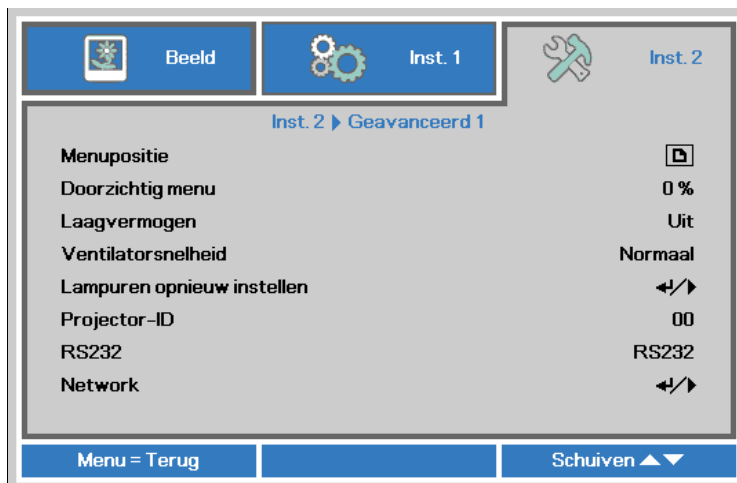 Beeld
Inst. 1
Inst. 2
Inst. 2 ▶ Geavanceerd 1
Menupositie
Doorzichtig menu 0 %
Laagvermogen Uit
Ventilatorsnelheid Normaal
Lampuren opnieuw instellen ↵/▶
Projector-ID 00
RS232 RS232
Network ↵/▶
Menu = Terug
Schuiven ▲▼